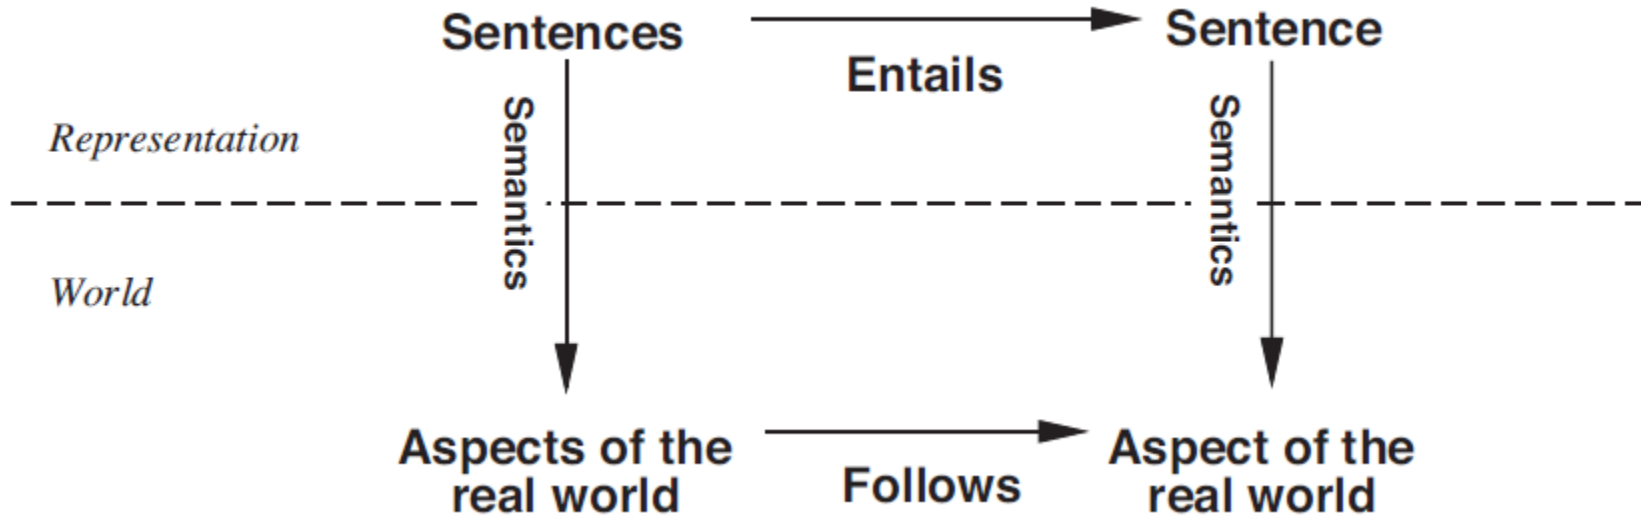 Sentences
Sentence
Entails
Semantics
Semantics
Representation
World
Aspects of the
real world
Follows
Aspect of the
real world